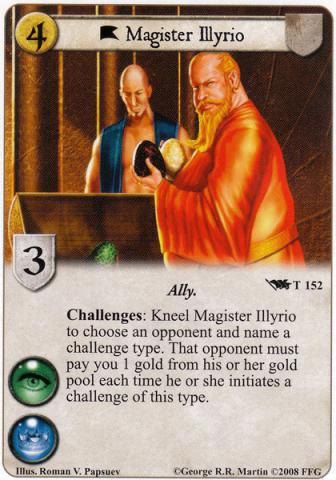 4
Magister Illyrio
3
Ally.
T 152
Challenges: Kneel Magister Illyrio
to choose an opponent and name a
challenge type. That opponent must
pay you 1 gold from his or her gold
pool each time he or she initiates a
challenge of this type.
Illus. Roman V. Papsuev
©George R.R. Martin ©2008 FFG